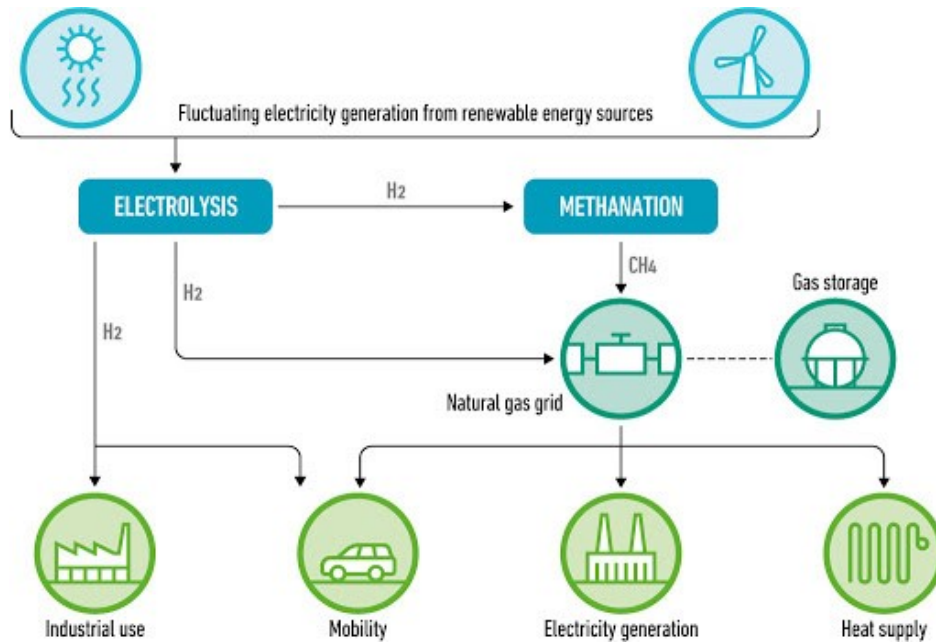 Fluctuating electricity generation from renewable energy sources
ELECTROLYSIS
H2
METHANATION
CH4
H2
H2
Gas storage
Natural gas grid
Industrial use
Mobility
Electricity generation
Heat supply